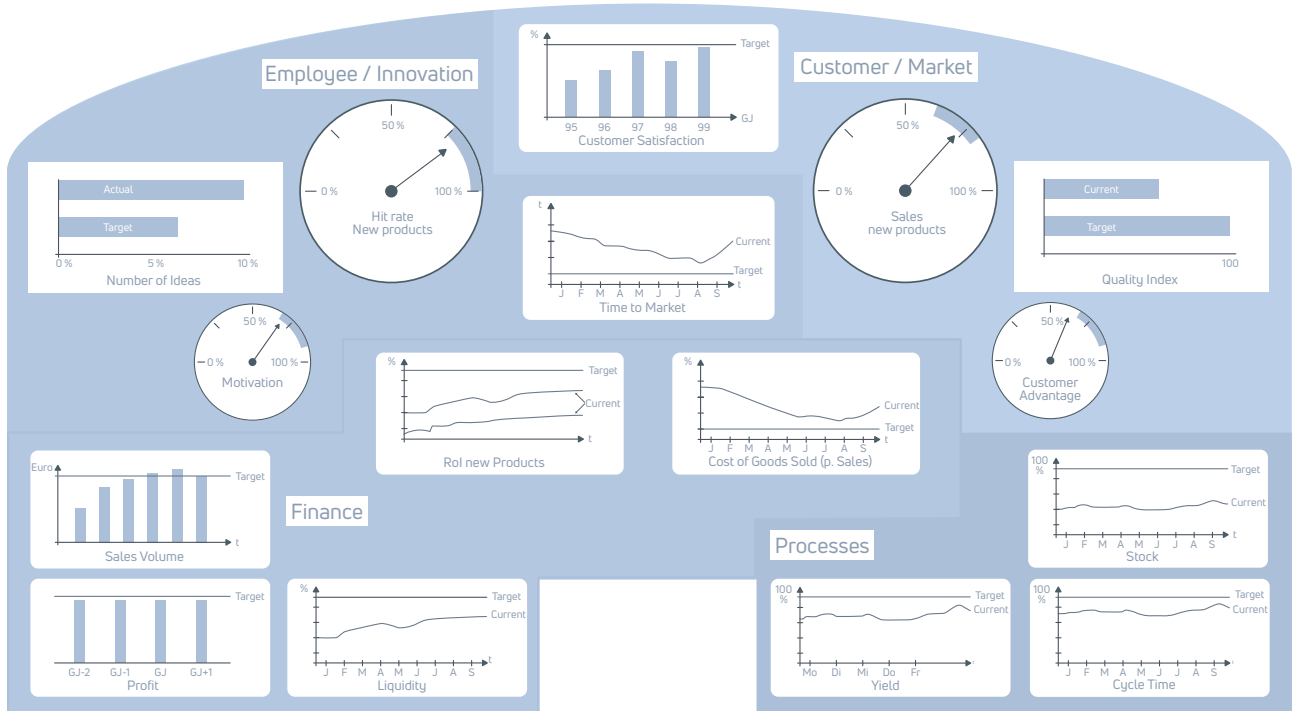 Employee / Innovation
Customer / Market
%
Target
95 96 97 98 99
GJ
Customer Satisfaction
Actual
Target
0 % 5 % 10 %
Number of Ideas
50 %
0 % 100 %
Hit rate
New products
50 %
0 % 100 %
Motivation
t
Current
Target
t
J F M A M J J A S
Time to Market
50 %
0 % 100 %
Sales
new products
Current
Target
100
Quality Index
50 %
0 % 100 %
Customer
Advantage
%
Target
Current
t
RoI new Products
%
Current
Target
t
J F M A M J J A S
Cost of Goods Sold (p. Sales)
Finance
Euro
Target
t
Sales Volume
Target
GJ-2 GJ-1 GJ GJ+1
Profit
%
Target
Current
t
J F M A M J J A S
Liquidity
Processes
100
%
Target
Current
J F M A M J J A S
Stock
100
%
Target
Current
Mo Di Mi Do Fr
Yield
100
%
Target
Current
J F M A M J J A S
Cycle Time